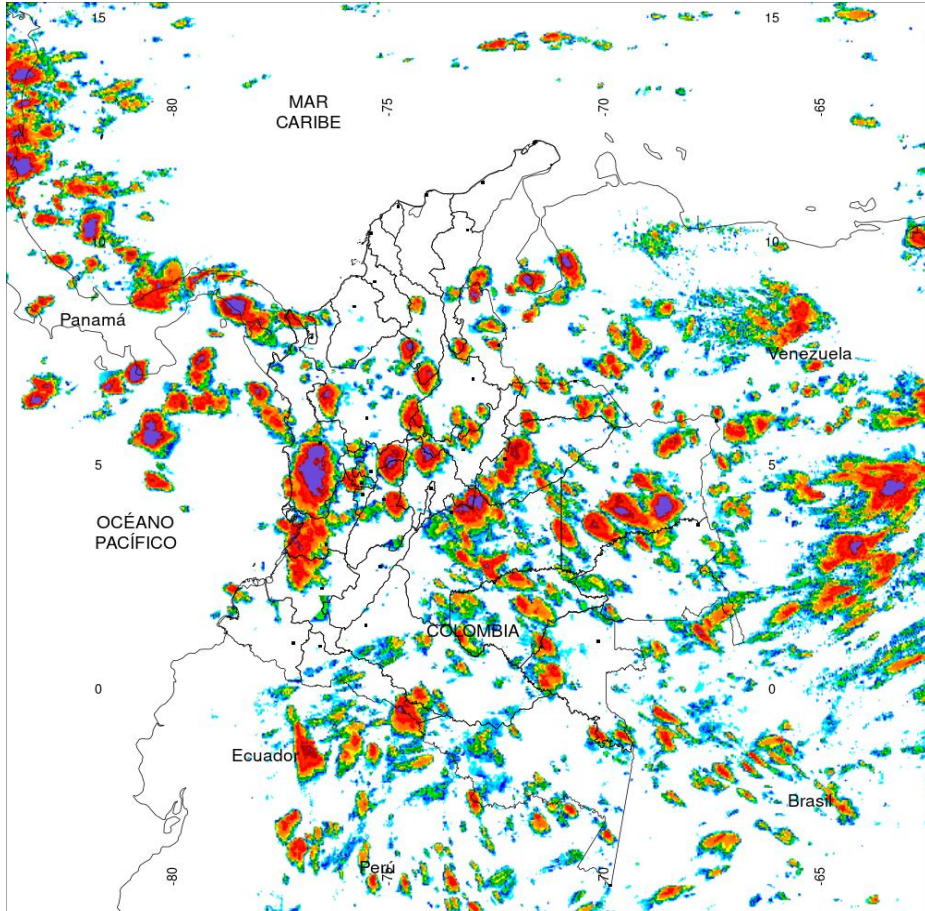 15
15
-80
-75
-70
-65
MAR
CARIBE
10
10
Panamá
Venezuela
5
5
OCÉANO
PACÍFICO
COLOMBIA
0
0
Ecuador
Brasil
Perú
-80
-70
-65